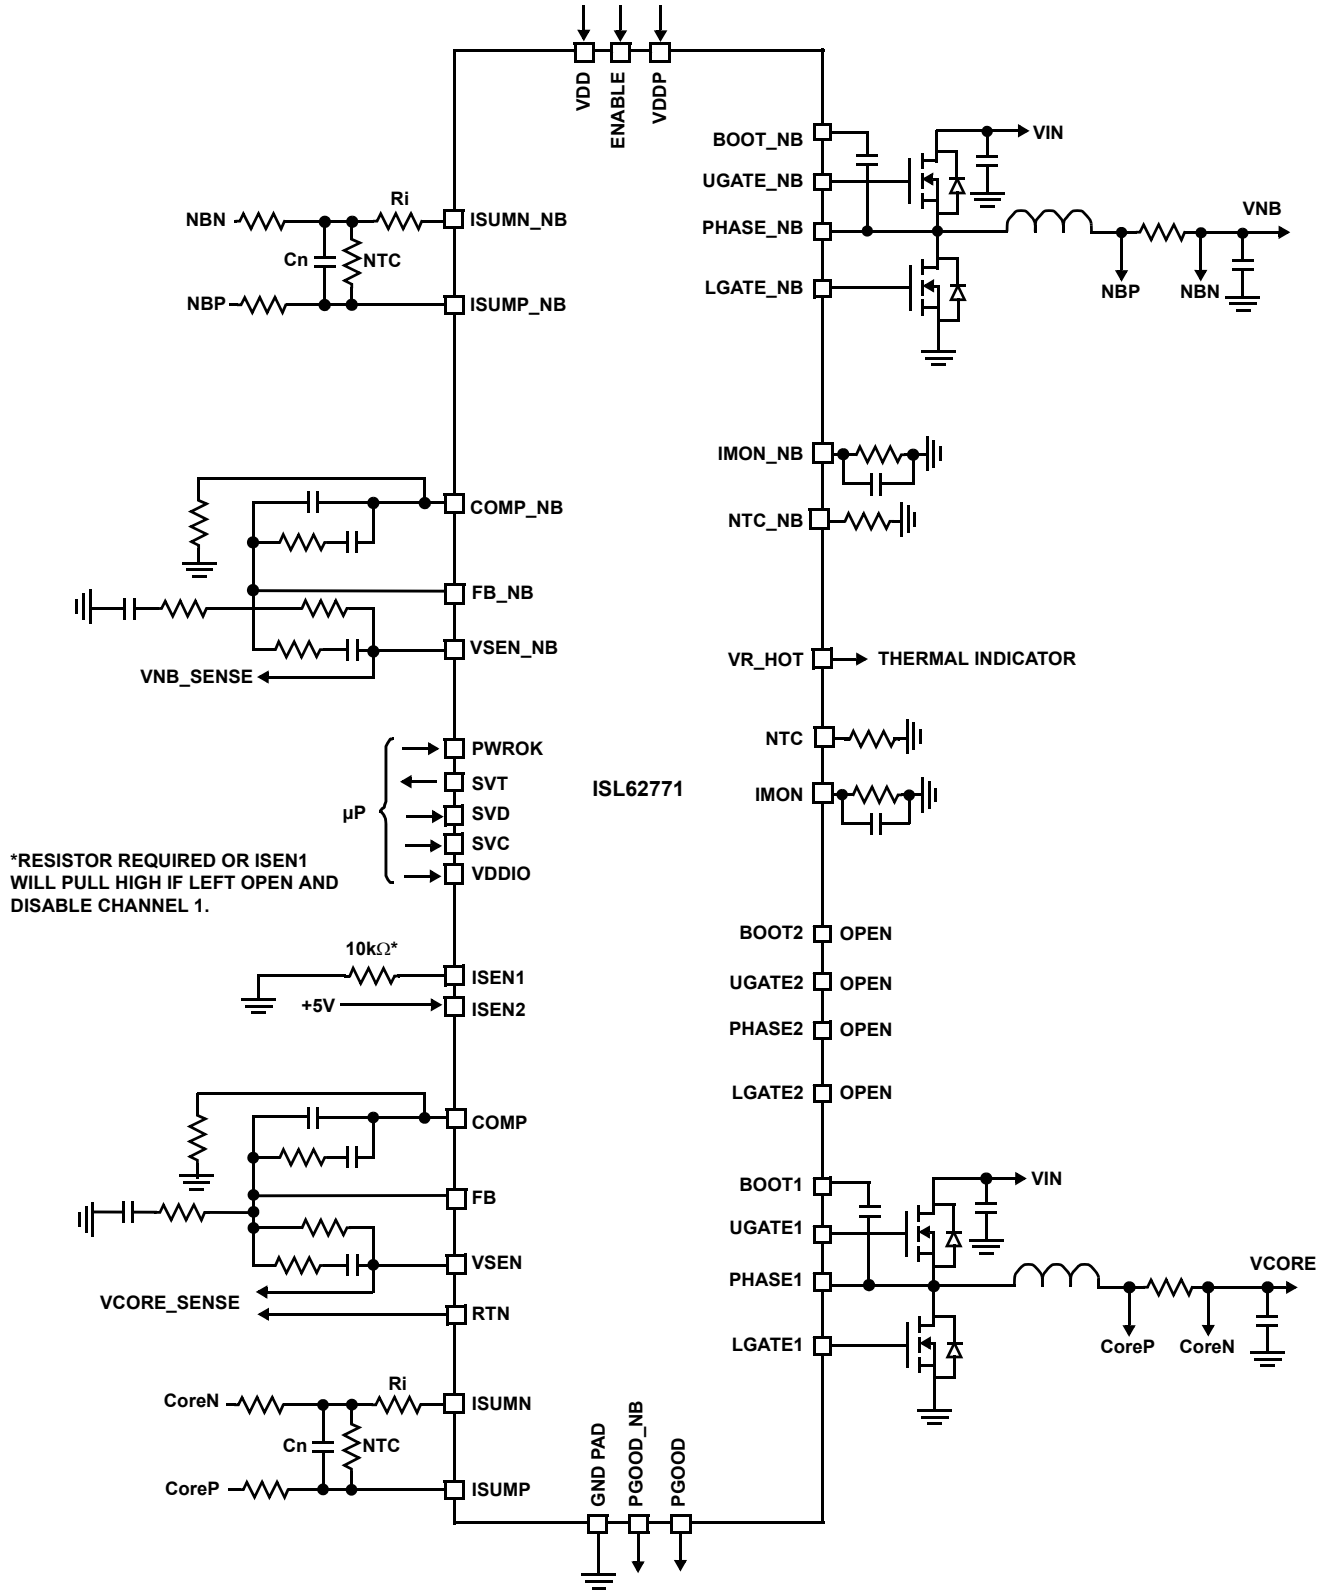 VDD
ENABLE
VDDP
BOOT_NB
VIN
UGATE_NB
Ri
NBN
ISUMN_NB
PHASE_NB
VNB
Cn
NTC
NBP
ISUMP_NB
LGATE_NB
NBP
NBN
IMON_NB
COMP_NB
NTC_NB
FB_NB
VSEN_NB
VNB_SENSE
VR_HOT
THERMAL INDICATOR
NTC
PWROK
SVT
ISL62771
IMON
µP
SVD
SVC
VDDIO
*RESISTOR REQUIRED OR ISEN1
WILL PULL HIGH IF LEFT OPEN AND
DISABLE CHANNEL 1.
BOOT2
OPEN
10kΩ*
ISEN1
UGATE2
OPEN
+5V
ISEN2
PHASE2
OPEN
LGATE2
OPEN
COMP
BOOT1
VIN
FB
UGATE1
VSEN
PHASE1
VCORE
VCORE_SENSE
RTN
LGATE1
CoreP
CoreN
Ri
CoreN
ISUMN
Cn
NTC
CoreP
ISUMP
GND PAD
PGOOD_NB
PGOOD